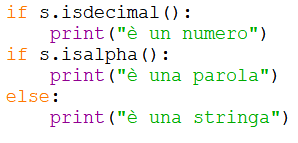 if s.isdecimal():
    print("è un numero")
if s.isalpha():
    print("è una parola")
else:
    print("è una stringa")